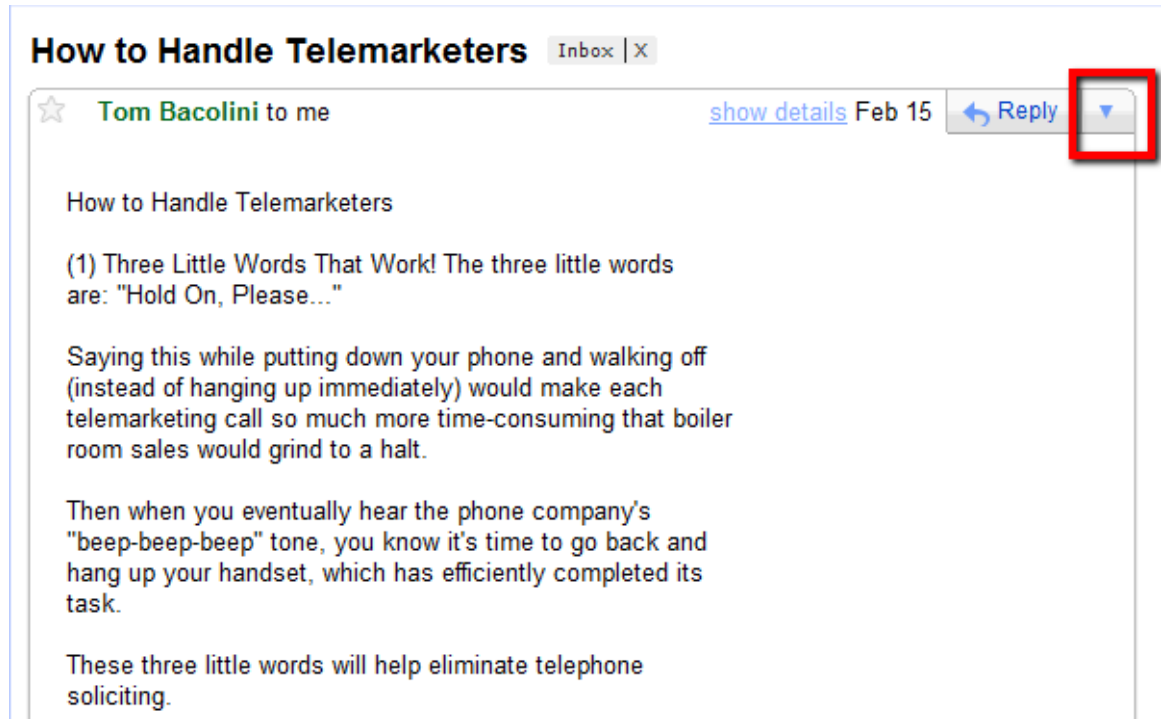 How to Handle Telemarketers Inbox | X
Tom Bacolini to me show details Feb 15 Reply
How to Handle Telemarketers
(1) Three Little Words That Work! The three little words
are: "Hold On, Please..."
Saying this while putting down your phone and walking off
(instead of hanging up immediately) would make each
telemarketing call so much more time-consuming that boiler
room sales would grind to a halt.
Then when you eventually hear the phone company's
"beep-beep-beep" tone, you know it's time to go back and
hang up your handset, which has efficiently completed its
task.
These three little words will help eliminate telephone
soliciting.